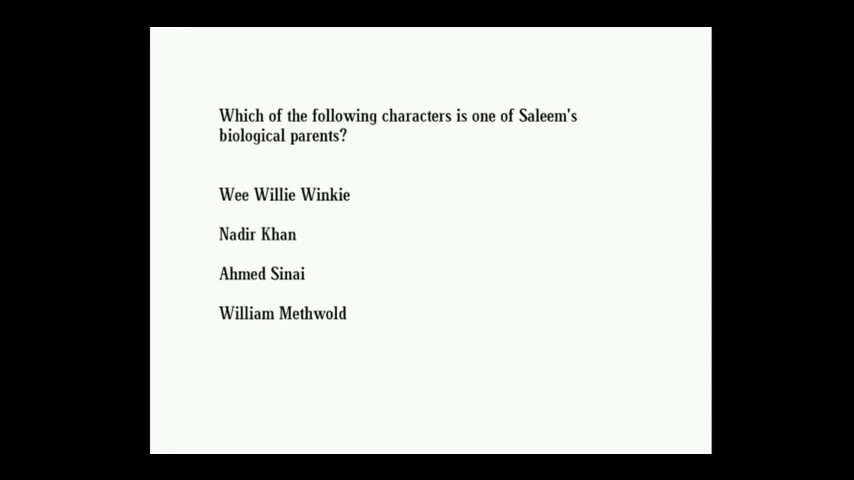 Which of the following characters is one of Saleem's
biological parents?
Wee Willie Winkie
Nadir Khan
Ahmed Sinai
William Methwold